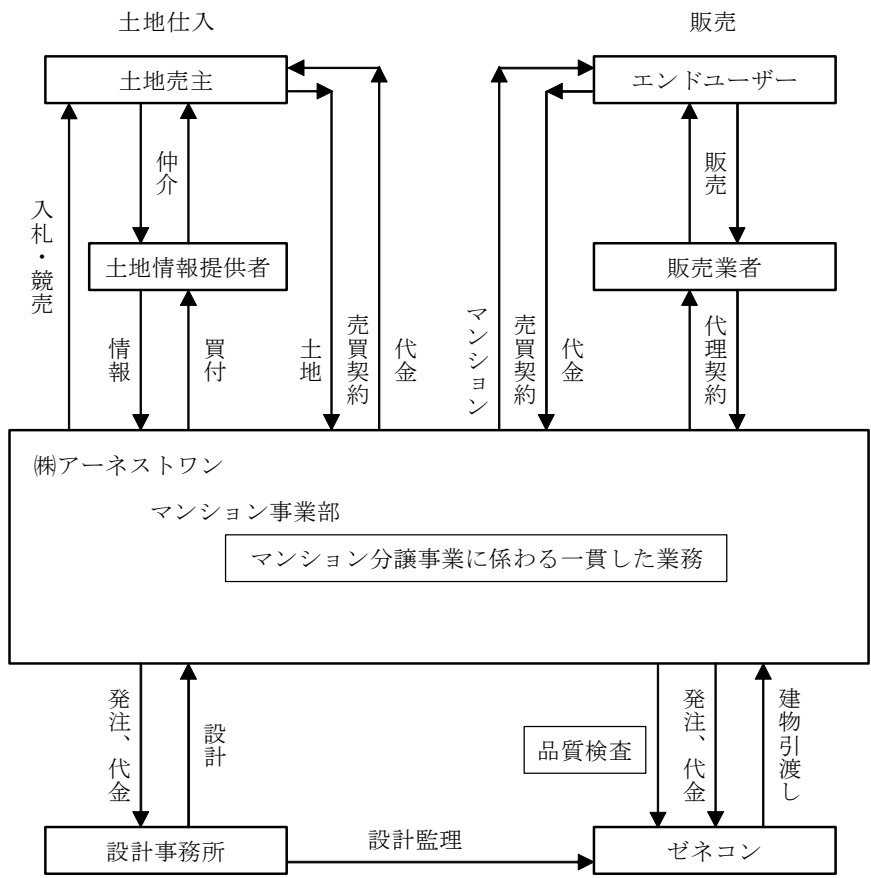 土地仕入
販売
土地売主
エンドユーザー
仲介
販売
入札・競売
土地情報提供者
販売業者
情報
買付
土地
売買契約
代金
マンション
売買契約
代金
代理契約
㈱アーネストワン
マンション事業部
マンション分譲事業に係わる一貫した業務
発注、代金
設計
品質検査
発注、代金
建物引渡し
設計事務所
設計監理
ゼネコン